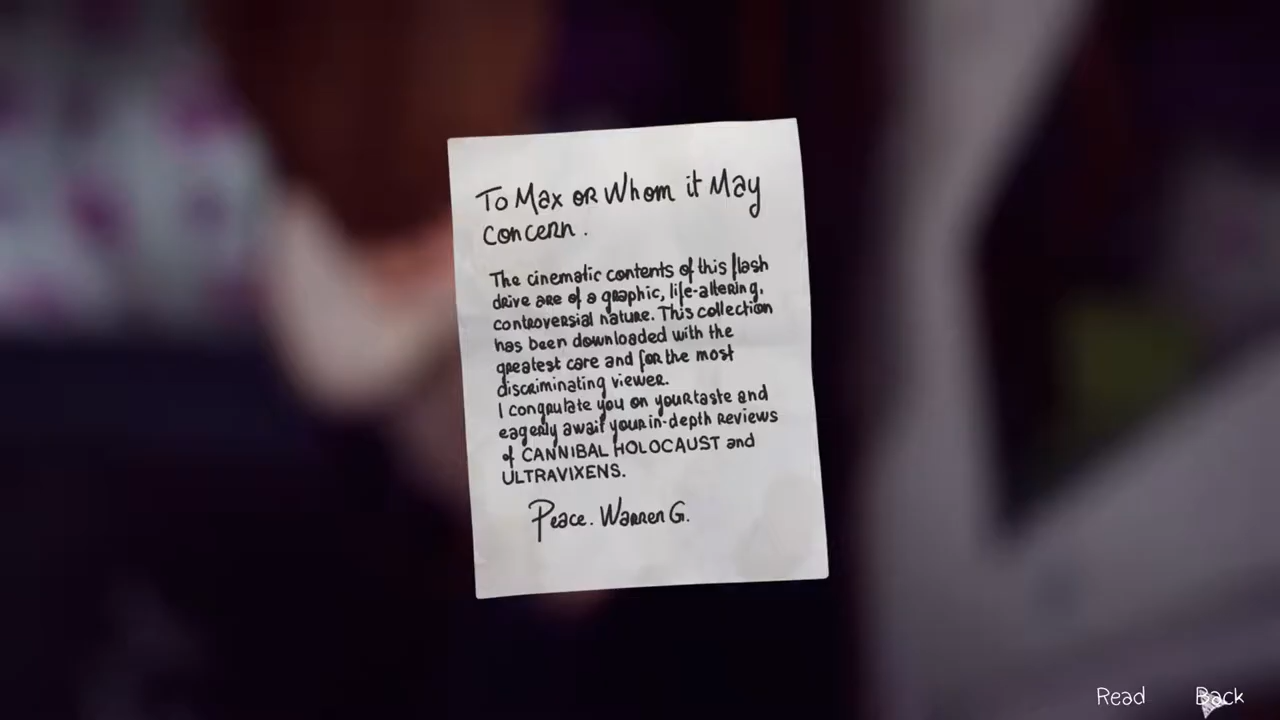 To Max or Whom it May
Concern.
The cinematic contents of this flash
drive are of a graphic, life-altering,
controversial nature. This collection
has been downloaded with the
greatest care and for the most
discriminating viewer.
I congrulate you on your taste and
eagerly await your in-depth reviews
of CANNIBAL HOLOCAUST and
ULTRAVIXENS.
Peace. Warren G.
Read Back